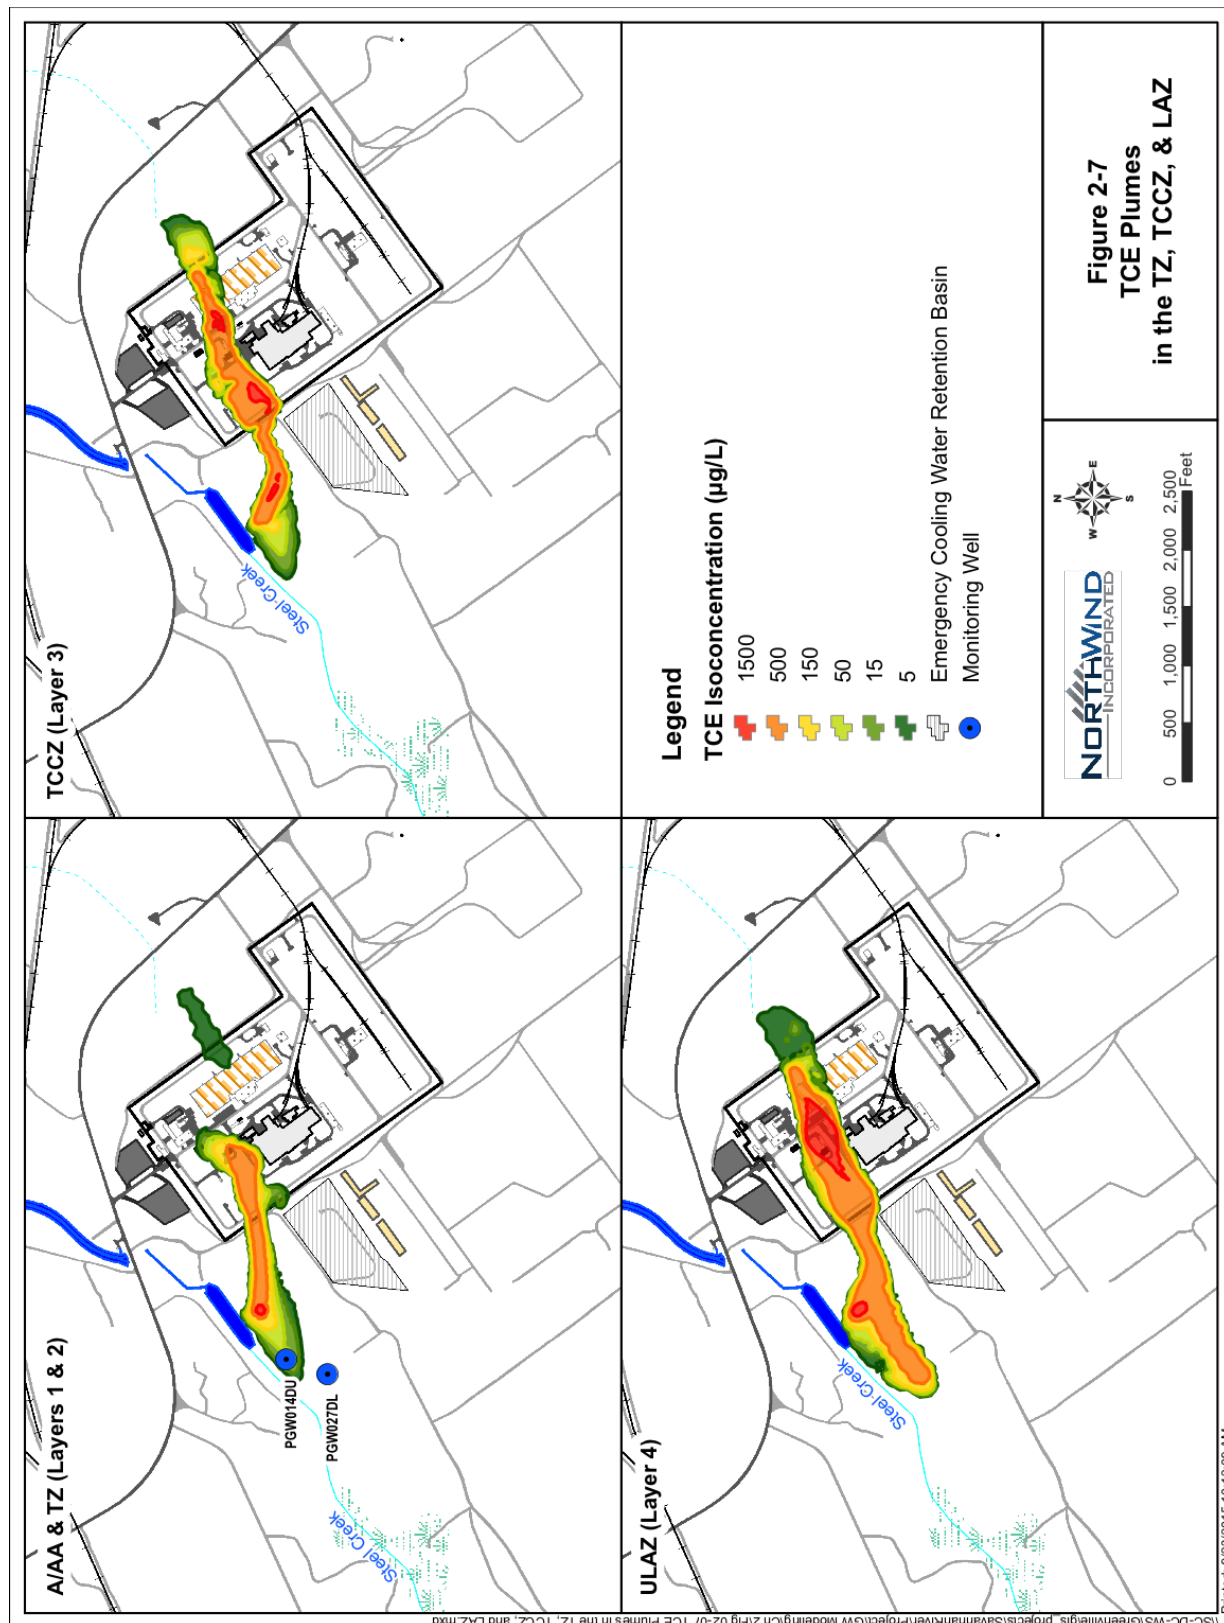 A/AA & TZ (Layers 1 & 2)
PGW014DU
PGW027DL
Steel Creek
TCCZ (Layer 3)
Steel Creek
ULAZ (Layer 4)
Steel Creek
Legend
TCE Isoconcentration (µg/L)
1500
500
150
50
15
5
Emergency Cooling Water Retention Basin
Monitoring Well
NORTHWIND
INCORPORATED
N
W E
S
0 500 1,000 1,500 2,000 2,500
Feet
Figure 2-7
TCE Plumes
in the TZ, TCCZ, & LAZ